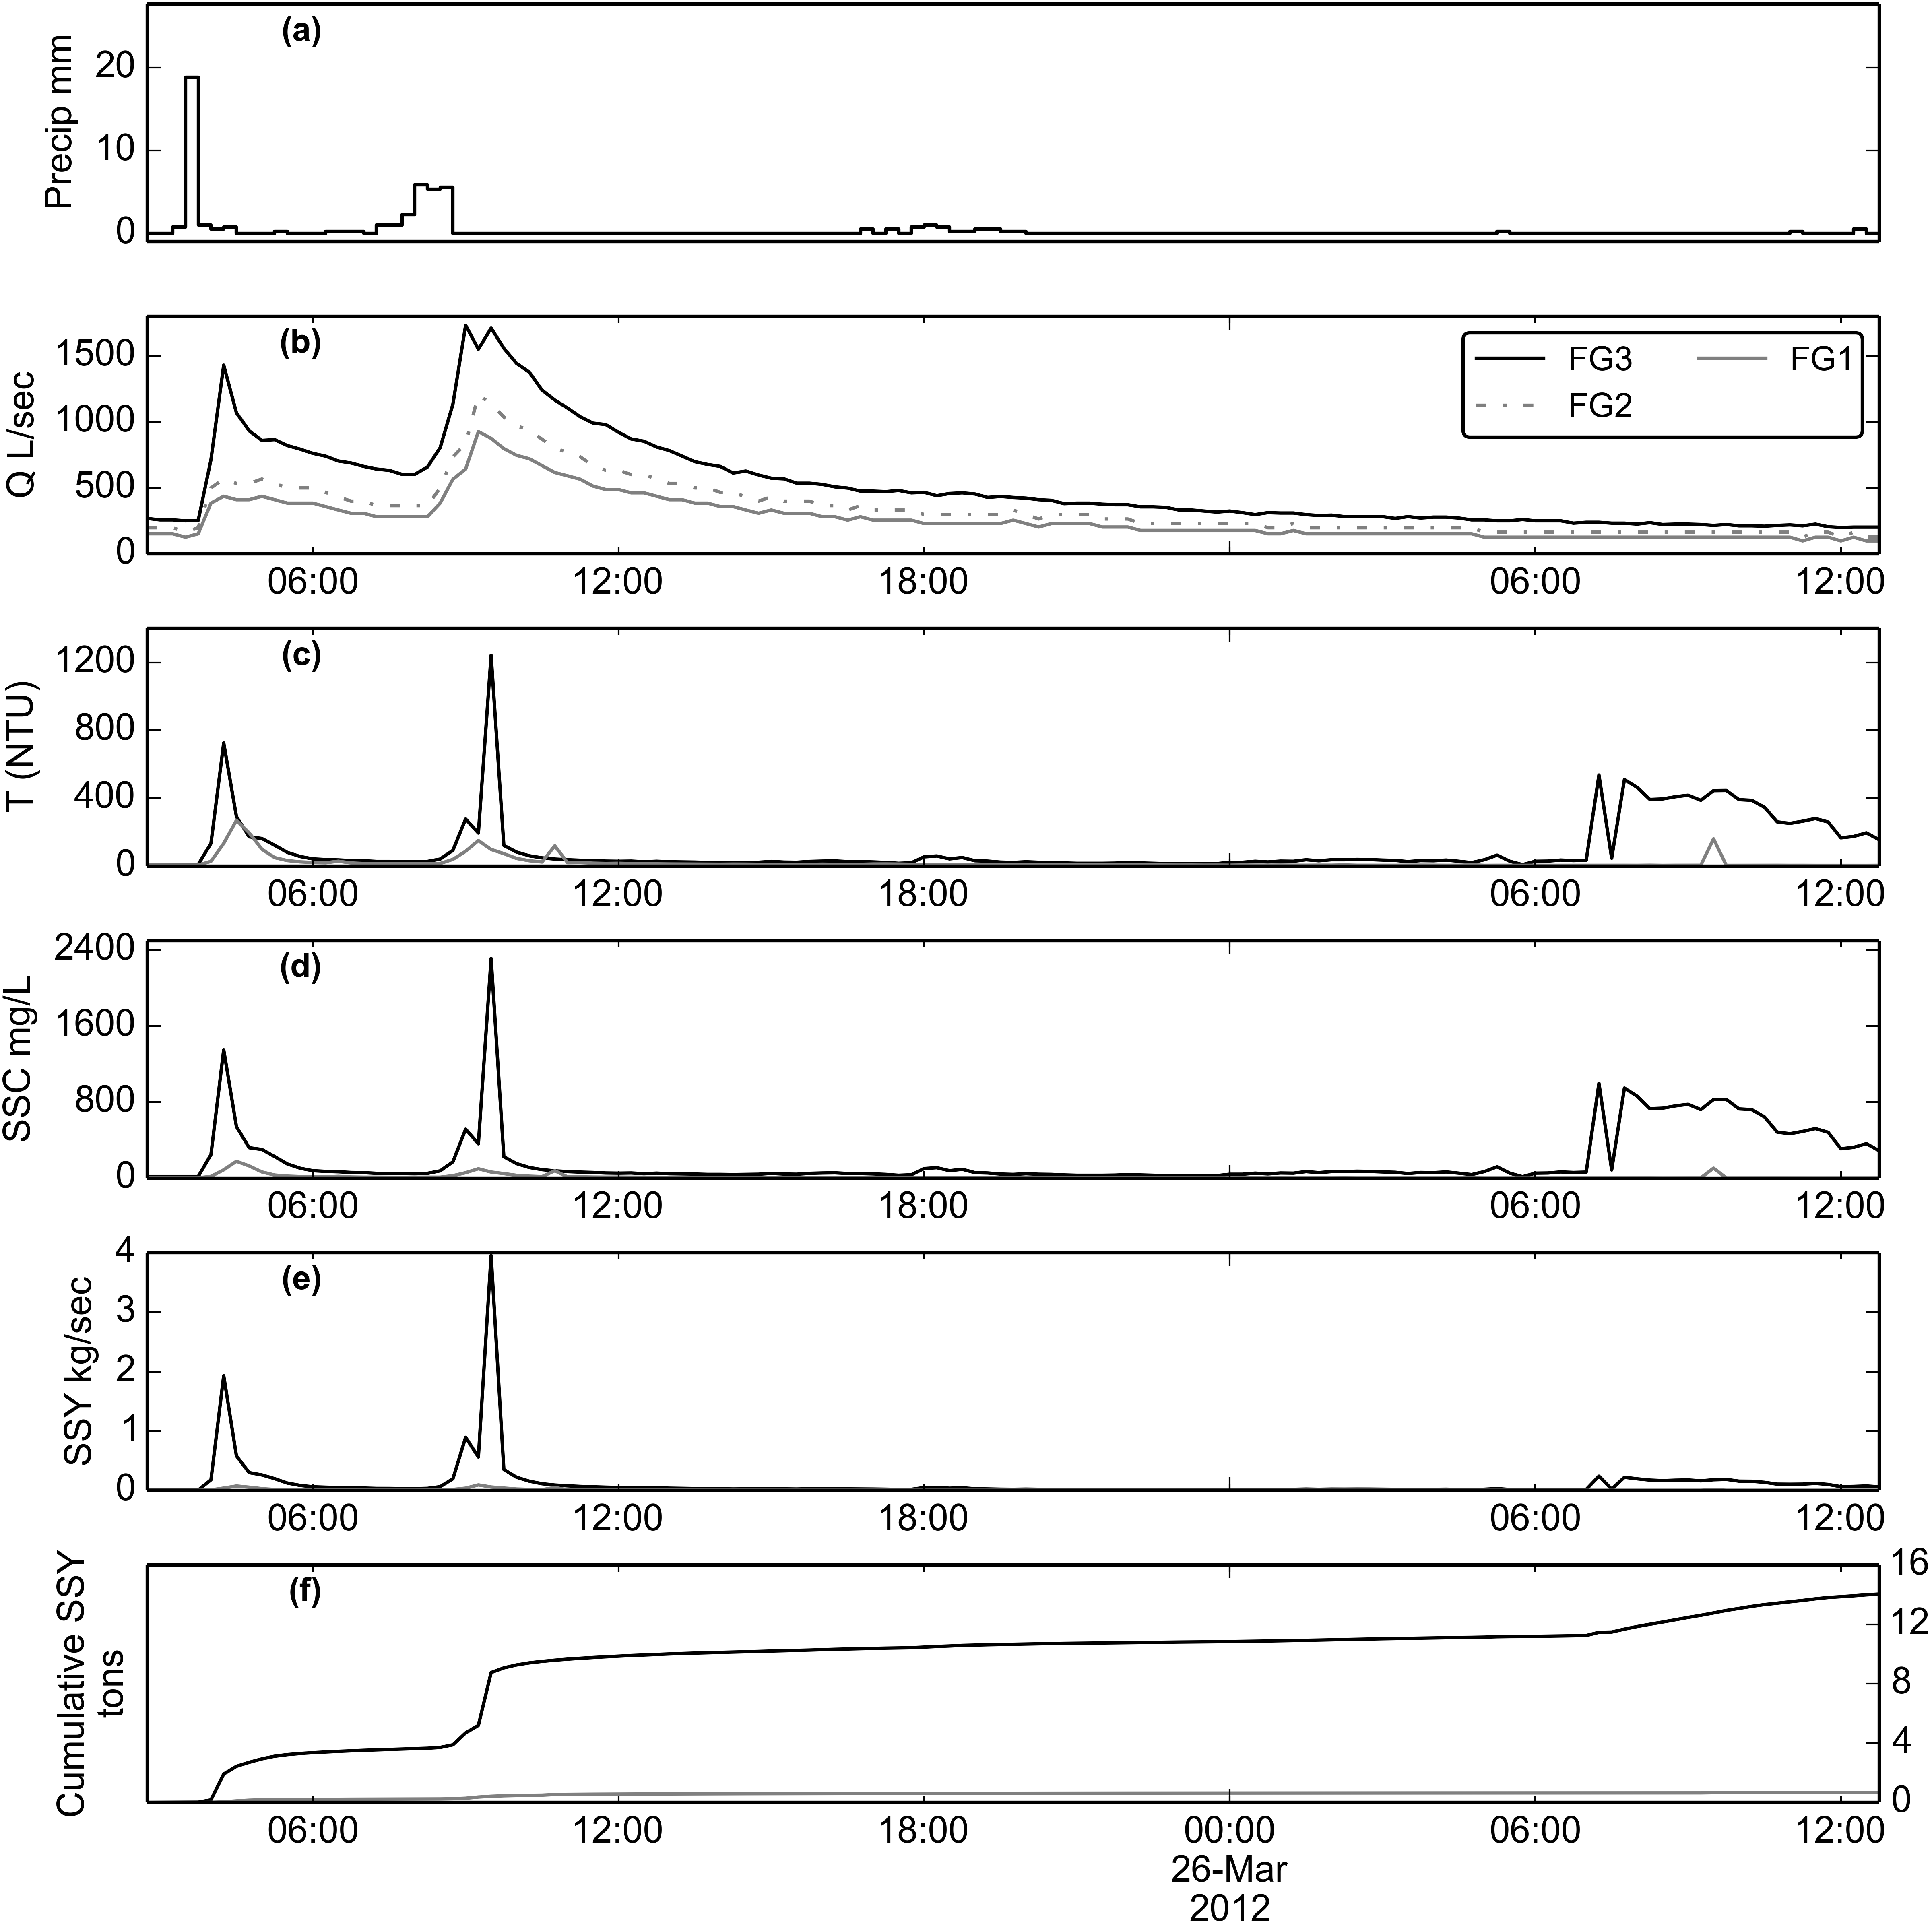 (a)
Precip mm
20
10
0
(b)
Q L/sec
1500
1000
500
0
FG3 FG1
FG2
06:00 12:00 18:00 06:00 12:00
(c)
T (NTU)
1200
800
400
0
06:00 12:00 18:00 06:00 12:00
(d)
SSC mg/L
2400
1600
800
0
06:00 12:00 18:00 06:00 12:00
(e)
SSY kg/sec
4
3
2
1
0
06:00 12:00 18:00 06:00 12:00
(f)
Cumulative SSY
tons
16
12
8
4
0
06:00 12:00 18:00 00:00 06:00 12:00
26-Mar
2012